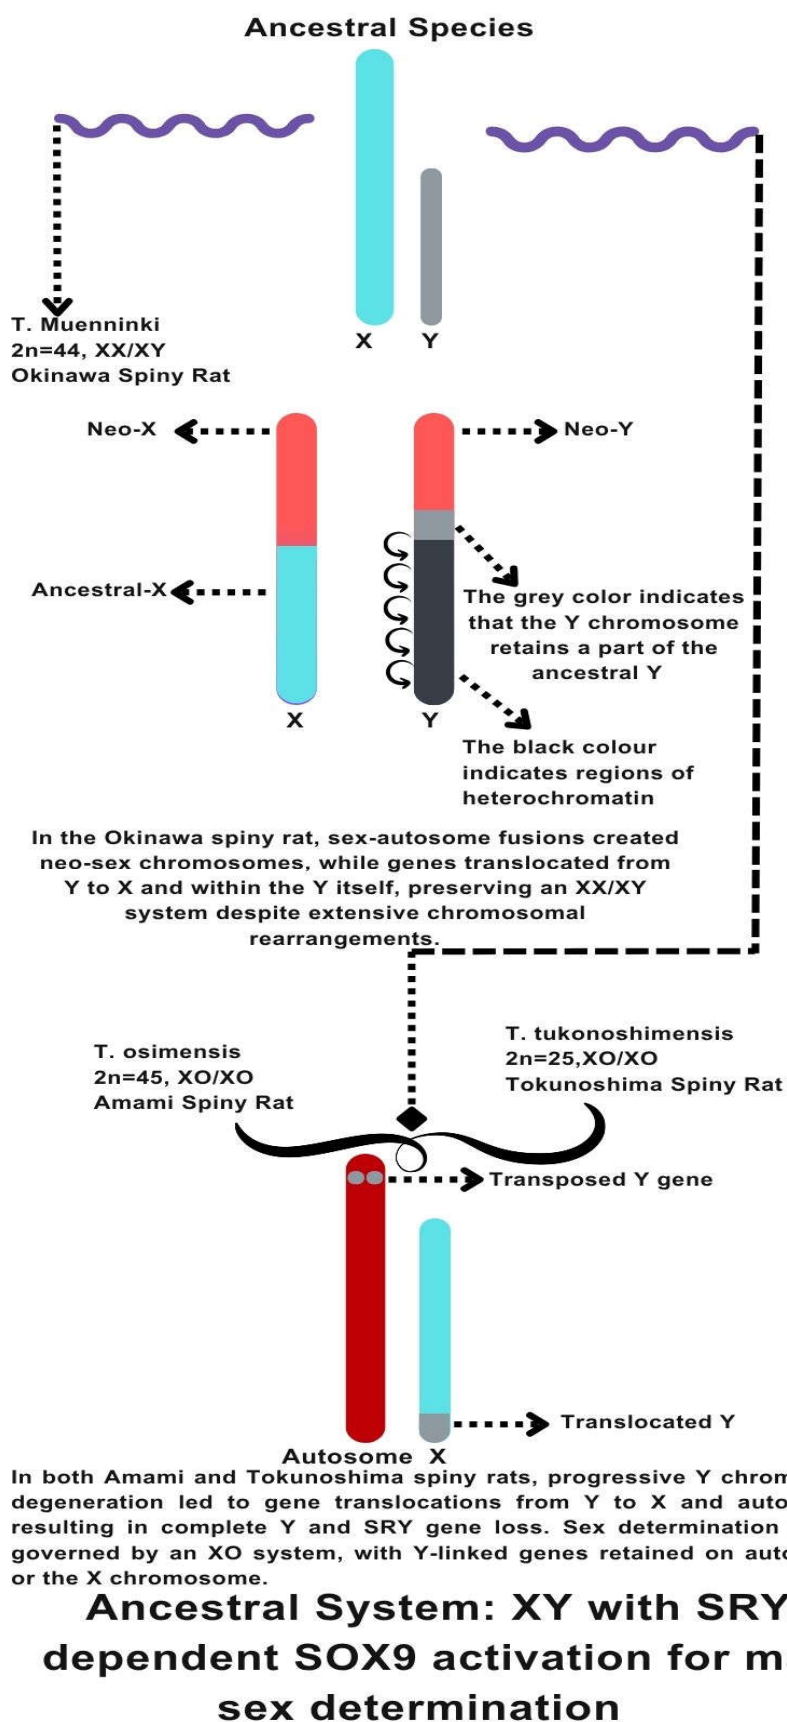 Ancestral Species
X
Y
T. Muenninki
2n=44, XX/XY
Okinawa Spiny Rat
Neo-X
Neo-Y
Ancestral-X
The grey color indicates
that the Y chromosome
retains a part of the
ancestral Y
X
Y
The black colour
indicates regions of
heterochromatin
In the Okinawa spiny rat, sex-autosome fusions created
neo-sex chromosomes, while genes translocated from
Y to X and within the Y itself, preserving an XX/XY
system despite extensive chromosomal
rearrangements.
T. osimensis
2n=45, XO/XO
Amami Spiny Rat
T. tukonoshimensis
2n=25,XO/XO
Tokunoshima Spiny Rat
Transposed Y gene
Translocated Y
Autosome X
In both Amami and Tokunoshima spiny rats, progressive Y chrom
degeneration led to gene translocations from Y to X and auto
resulting in complete Y and SRY gene loss. Sex determination
governed by an XO system, with Y-linked genes retained on auto
or the X chromosome.
Ancestral System: XY with SRY
dependent SOX9 activation for m
sex determination